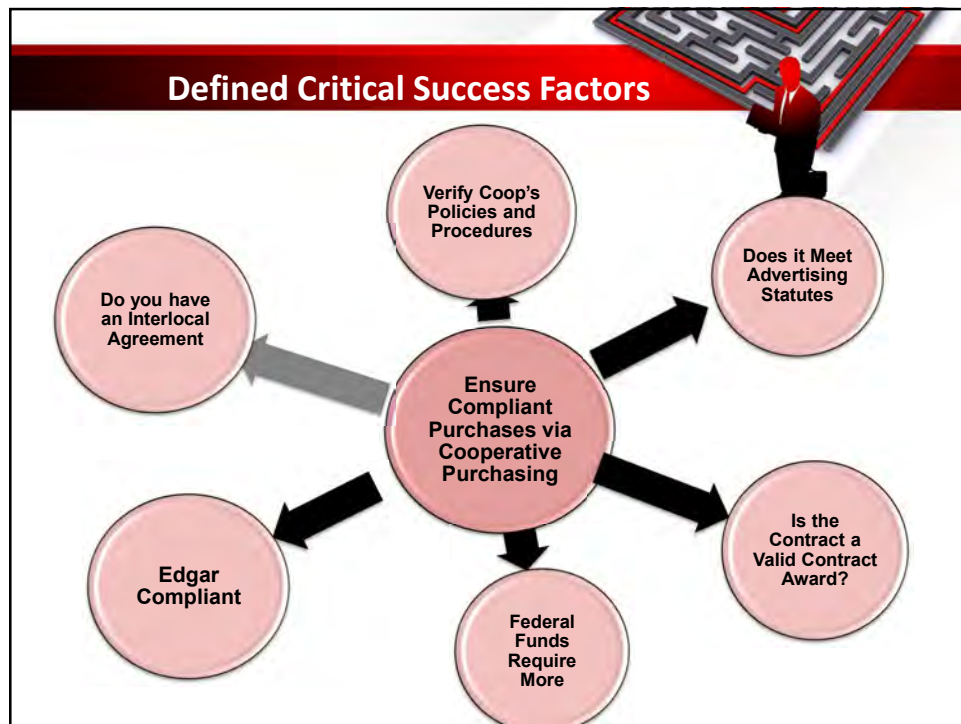 Defined Critical Success Factors
Verify Coop's
Policies and
Procedures
Do you have
an Interlocal
Agreement
Does it Meet
Advertising
Statutes
Ensure
Compliant
Purchases via
Cooperative
Purchasing
Edgar
Compliant
Is the
Contract a
Valid Contract
Award?
Federal
Funds
Require
More